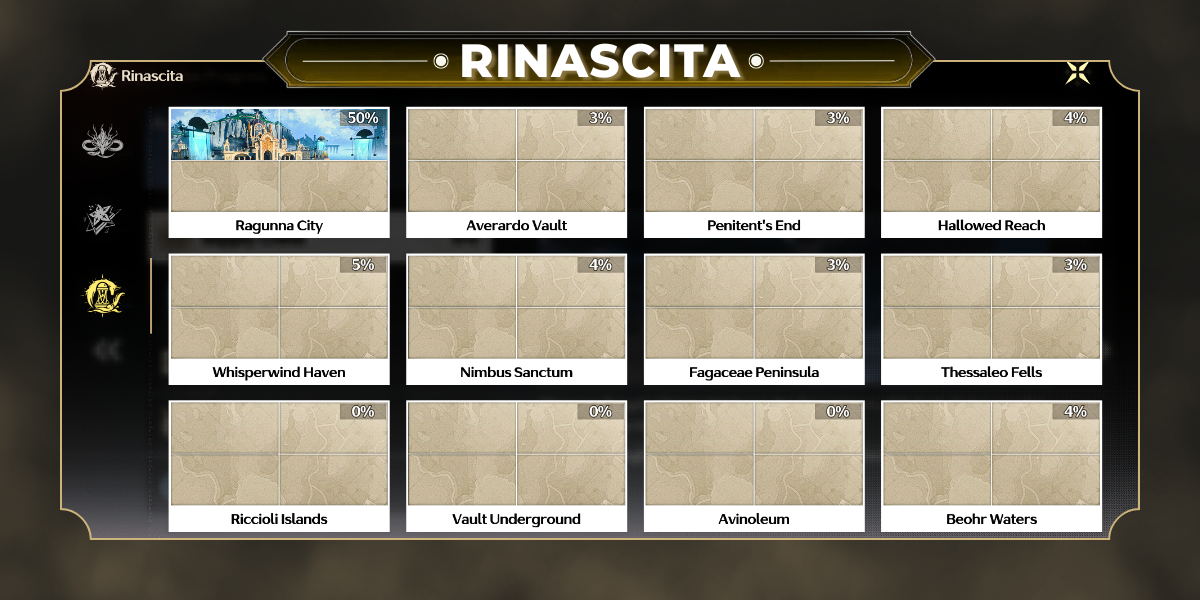 RINASCITA
Rinascita
50%
3%
3%
4%
Ragunna City
Averardo Vault
Penitent's End
Hallowed Reach
5%
4%
3%
3%
Whisperwind Haven
Nimbus Sanctum
Fagaceae Peninsula
Thessaleo Fells
0%
0%
0%
4%
Riccioli Islands
Vault Underground
Avinoleum
Beohr Waters